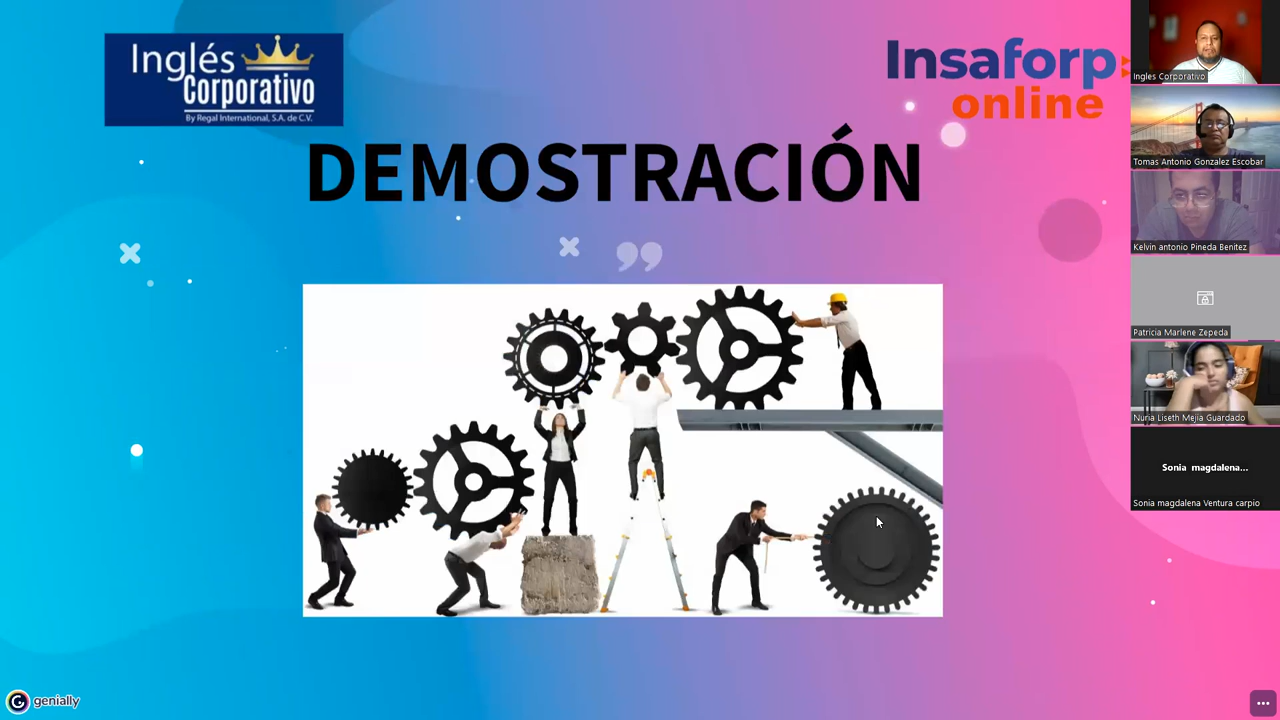 Inglés
Corporativo
By Regal International, S.A. de C.V.
Insaforp
online
DEMOSTRACIÓN
Ingles Corporativo
Tomas Antonio Gonzalez Escobar
Kelvin antonio Pineda Benitez
Patricia Marlene Zepeda
Nuria Liseth Mejia Guardado
Sonia magdalena...
Sonia magdalena Ventura carpio
genially